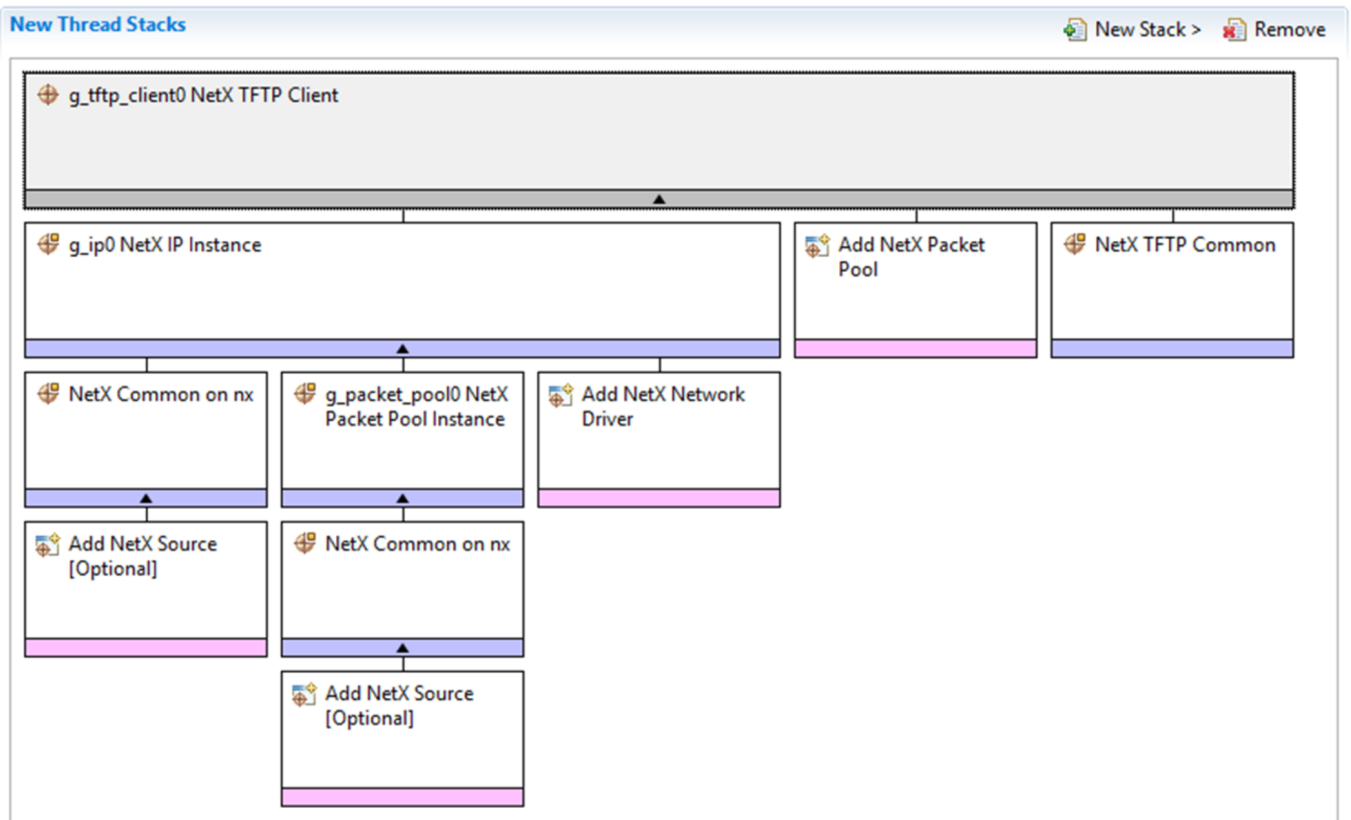 New Thread Stacks
New Stack > Remove
g_tftp_client0 NetX TFTP Client
g_ip0 NetX IP Instance
Add NetX Packet
Pool
NetX TFTP Common
NetX Common on nx
g_packet_pool0 NetX
Packet Pool Instance
Add NetX Network
Driver
Add NetX Source
[Optional]
NetX Common on nx
Add NetX Source
[Optional]